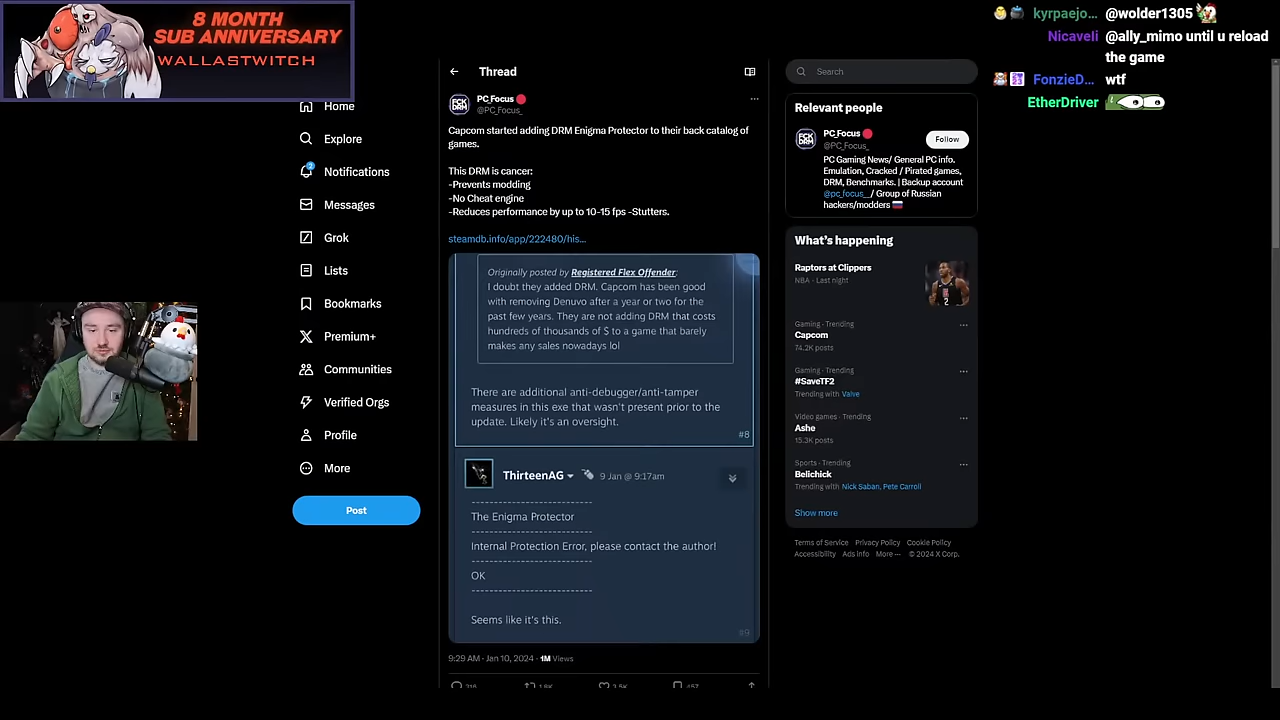 8 MONTH
SUB ANNIVERSARY
WALLASTWITCH
kyrpaejo... @wolder1305
Nicaveli @ally_mimo until u reload
the game
FonzieD... wtf
EtherDriver
Home
Explore
Notifications
Messages
Grok
Lists
Bookmarks
Premium+
Communities
Verified Orgs
Profile
More
Post
Thread
PC_Focus
@PC_Focus_
Capcom started adding DRM Enigma Protector to their back catalog of
games.
This DRM is cancer:
-Prevents modding
-No Cheat engine
-Reduces performance by up to 10-15 fps -Stutters.
steamdb.info/app/222480/his...
Originally posted by Registered Flex Offender:
I doubt they added DRM. Capcom has been good
with removing Denuvo after a year or two for the
past few years. They are not adding DRM that costs
hundreds of thousands of $ to a game that barely
makes any sales nowadays lol
There are additional anti-debugger/anti-tamper
measures in this exe that wasn't present prior to the
update. Likely it's an oversight.
#8
ThirteenAG 9 Jan @ 9:17am
----------------------------
The Enigma Protector
----------------------------
Internal Protection Error, please contact the author!
----------------------------
OK
----------------------------
Seems like it's this.
#9
9:29 AM · Jan 10, 2024 · 1M Views
Search
Relevant people
PC_Focus
@PC_Focus_
Follow
PC Gaming News/ General PC info.
Emulation, Cracked / Pirated games,
DRM, Benchmarks. | Backup account
@pc_focus__/ Group of Russian
hackers/modders
What's happening
Raptors at Clippers
NBA · Last night
Gaming · Trending
Capcom
74.2K posts
Gaming · Trending
#SaveTF2
Trending with Valve
Video games · Trending
Ashe
15.3K posts
Sports · Trending
Belichick
Trending with Nick Saban, Pete Carroll
Show more
Terms of Service Privacy Policy Cookie Policy
Accessibility Ads info More ··· © 2024 X Corp.